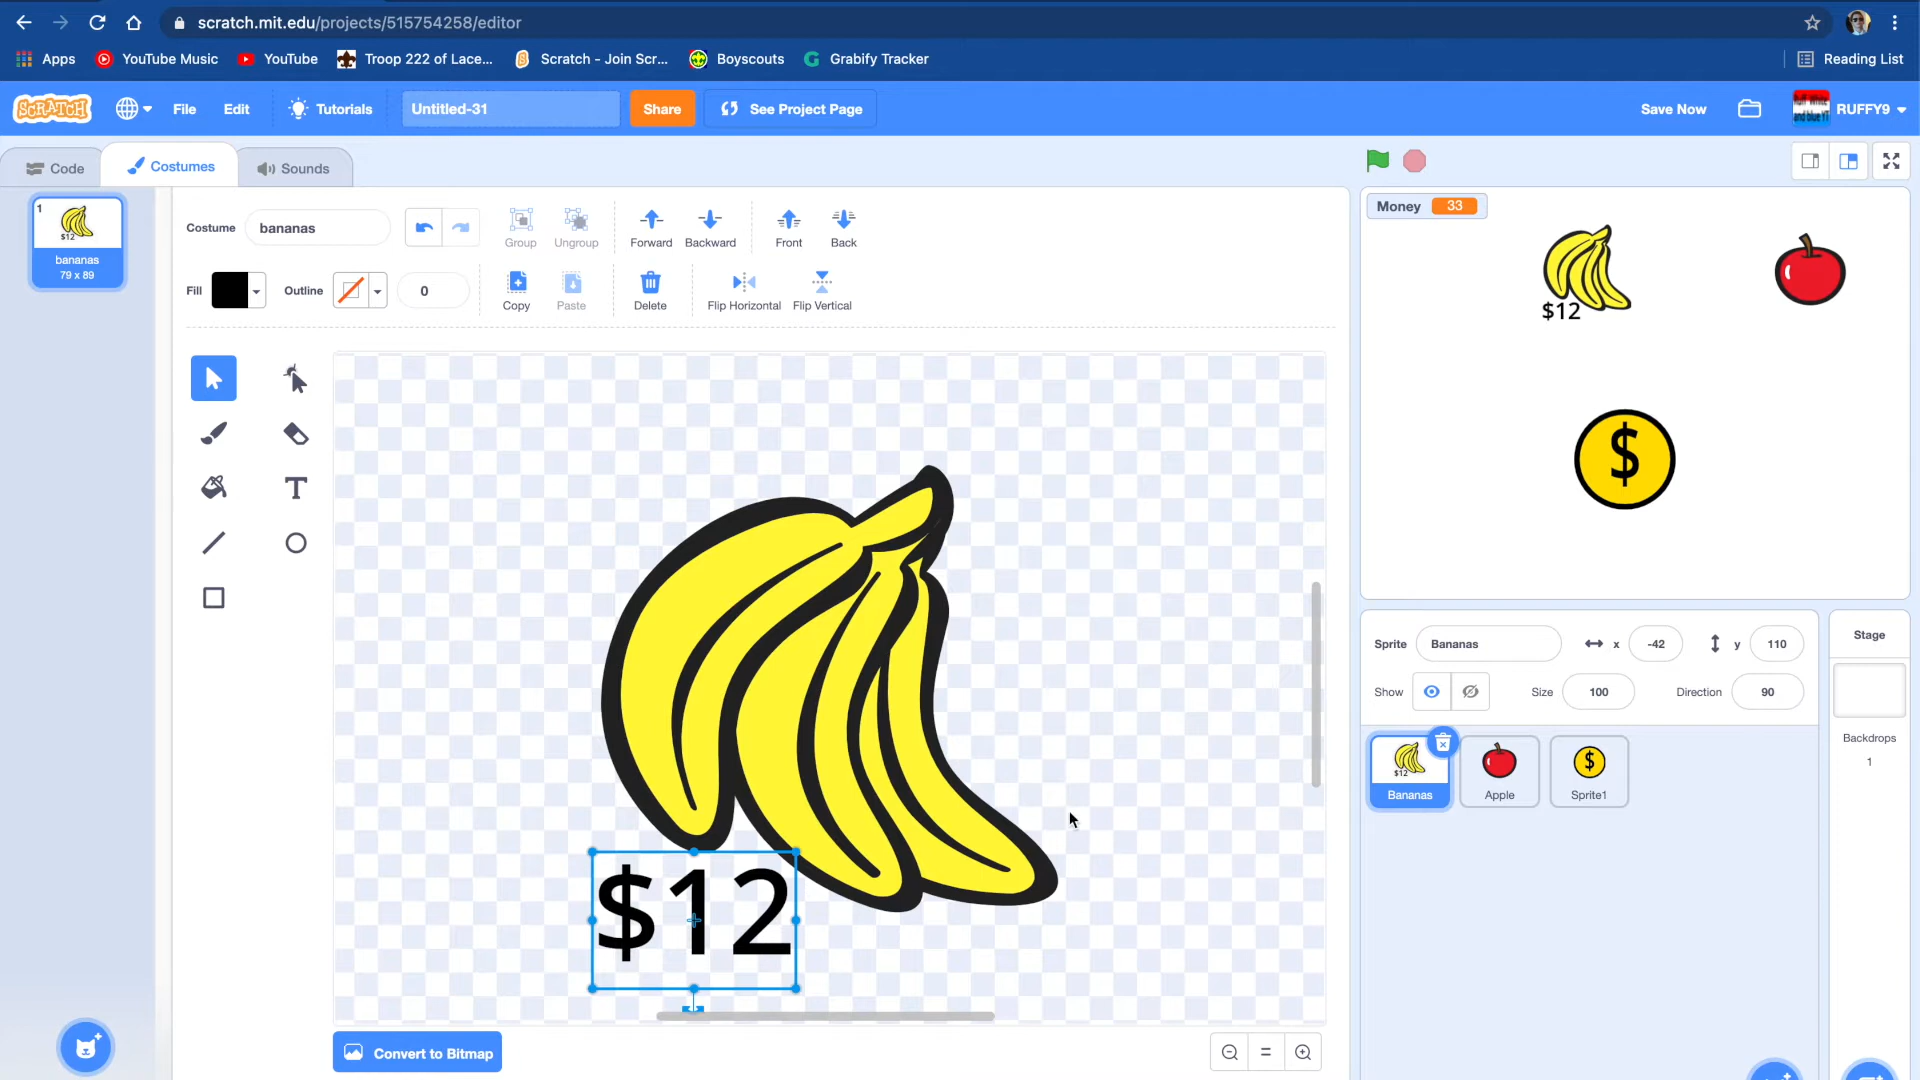 scratch.mit.edu/projects/515754258/editor
Apps YouTube Music YouTube Troop 222 of Lace... Scratch - Join Scr... Boyscouts Grabify Tracker Reading List
SCRATCH File Edit Tutorials Untitled-31 Share See Project Page Save Now RUFFY9
Code Costumes Sounds
1
$12
bananas
79 x 89
Costume bananas Group Ungroup Forward Backward Front Back
Fill Outline 0 Copy Paste Delete Flip Horizontal Flip Vertical
T
$12
Convert to Bitmap
Money 33
$12
$
Sprite Bananas x -42 y 110
Show Size 100 Direction 90
$12
Bananas
Apple
$
Sprite1
Stage
Backdrops
1